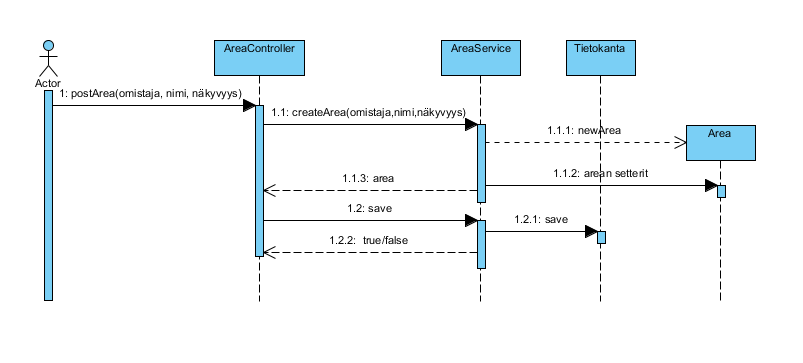 AreaController
AreaService
Tietokanta
Actor
1: postArea(omistaja, nimi, näkyvyys)
1.1: createArea(omistaja,nimi,näkyvyys)
1.1.1: newArea
Area
1.1.2: arean setterit
1.1.3: area
1.2: save
1.2.1: save
1.2.2: true/false